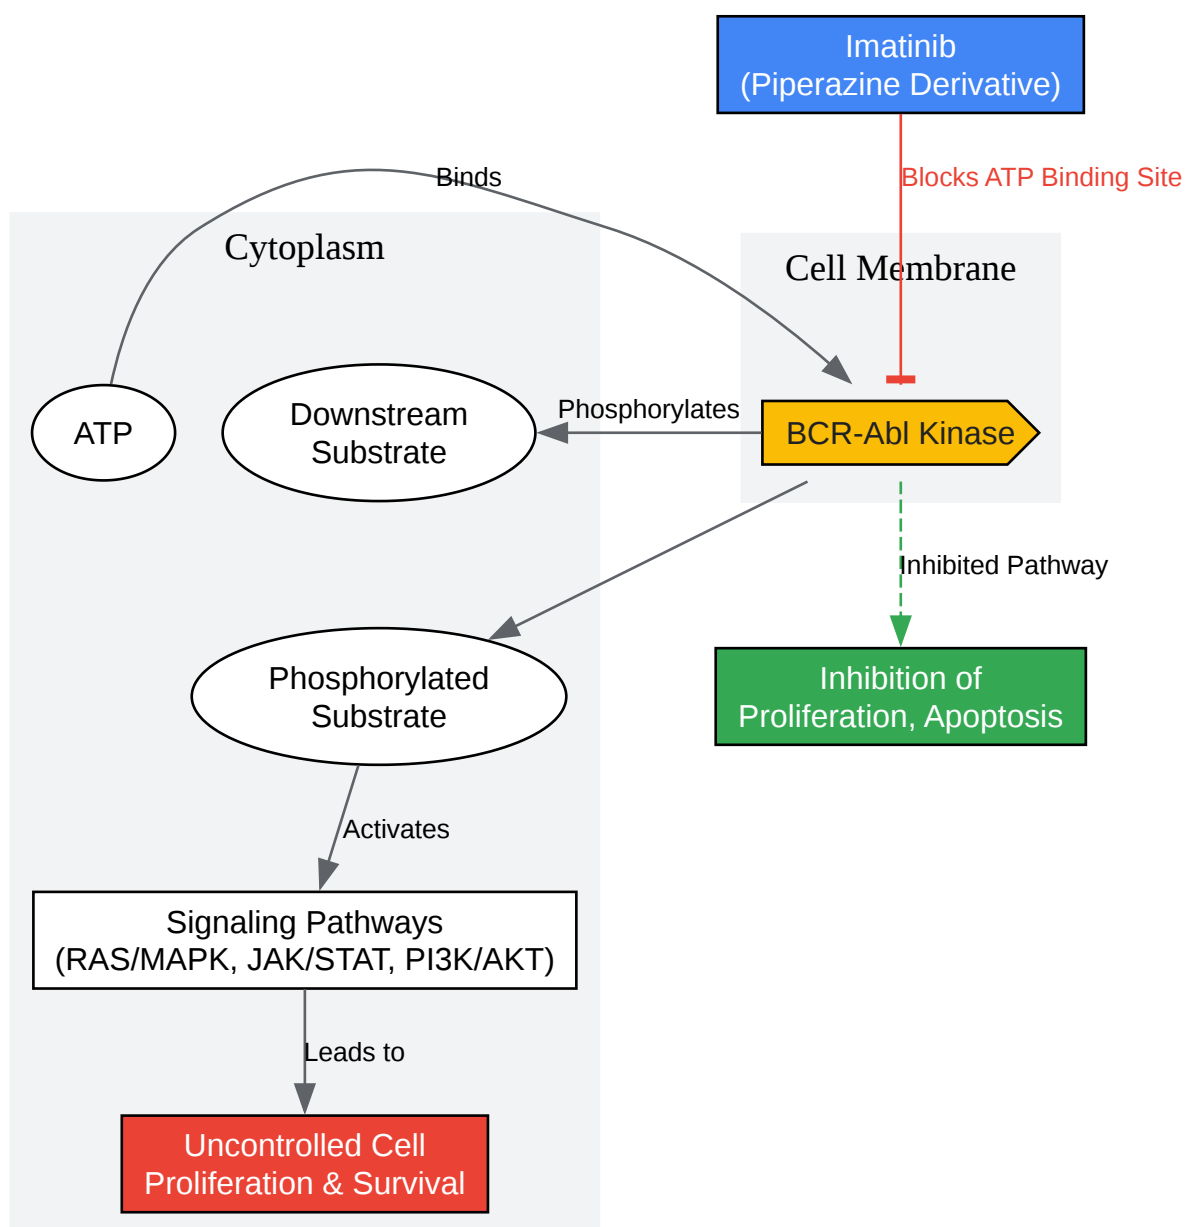 Imatinib
(Piperazine Derivative)
Binds
Blocks ATP Binding Site
Cytoplasm
Cell Membrane
ATP
Downstream
Substrate
Phosphorylates
BCR-Abl Kinase
Inhibited Pathway
Phosphorylated
Substrate
Inhibition of
Proliferation, Apoptosis
Activates
Signaling Pathways
(RAS/MAPK, JAK/STAT, PI3K/AKT)
Leads to
Uncontrolled Cell
Proliferation & Survival